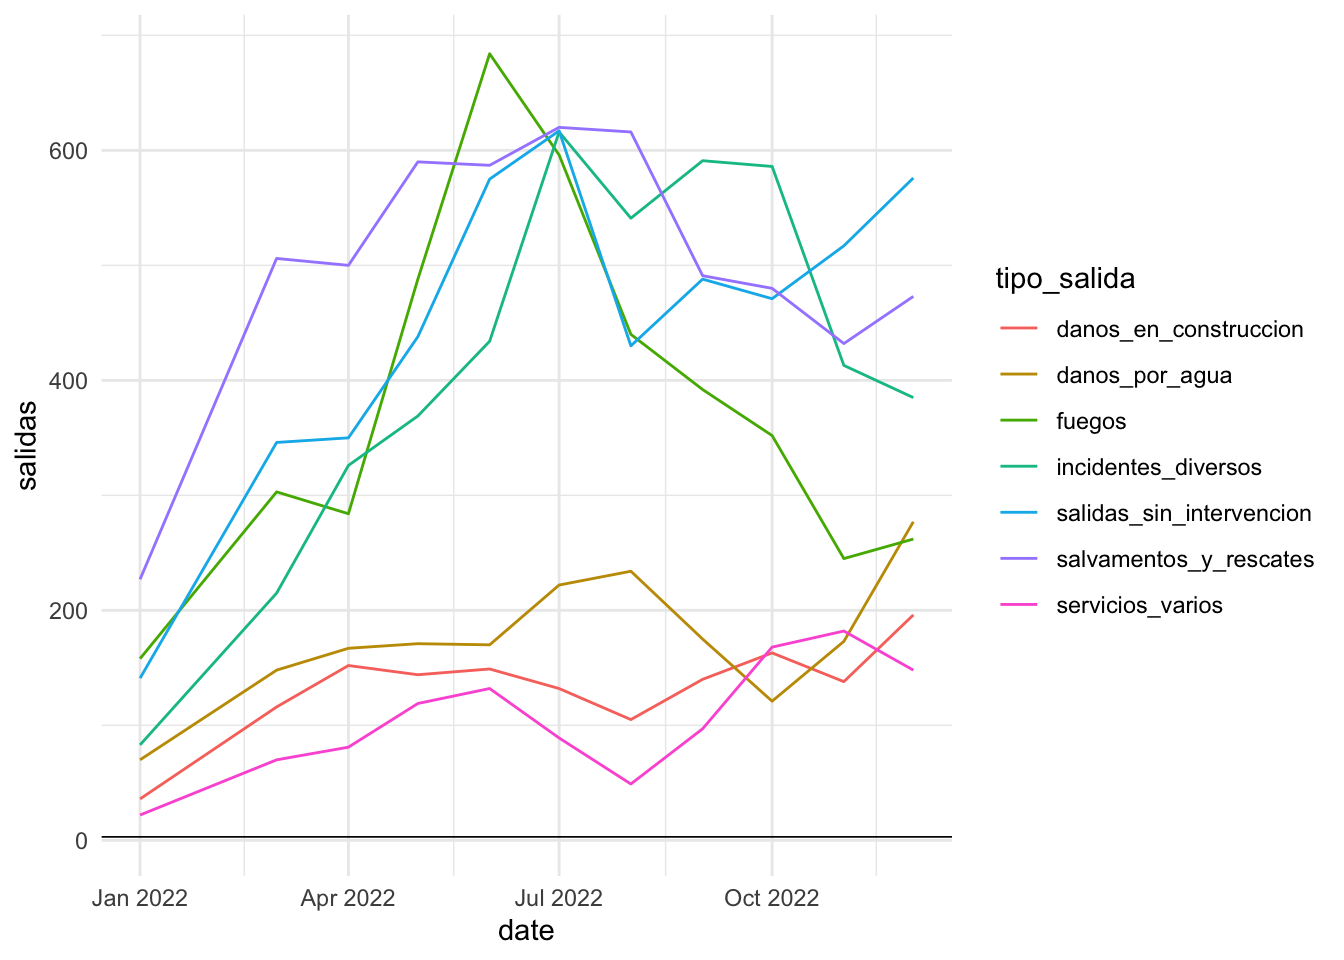 600
400
200
0
salidas
Jan 2022
Apr 2022
Jul 2022
Oct 2022
date
tipo_salida
danos_en_construccion
danos_por_agua
fuegos
incidentes_diversos
salidas_sin_intervencion
salvamentos_y_rescates
servicios_varios